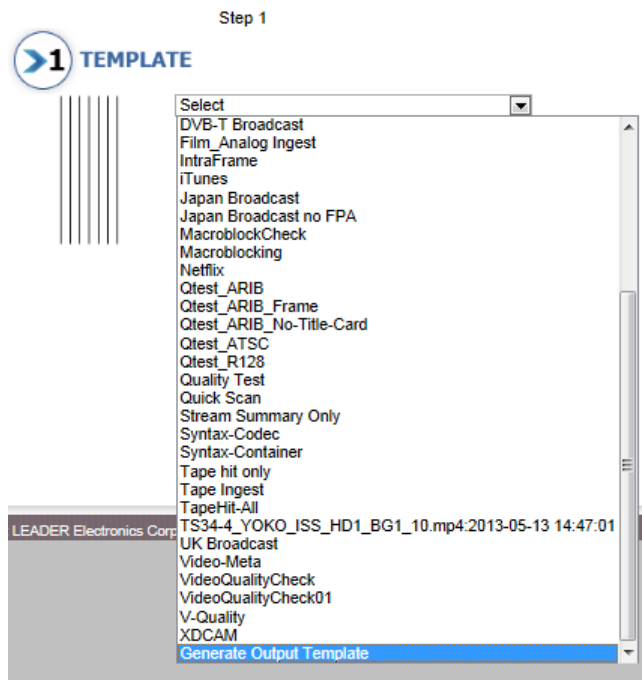 Step 1
1 TEMPLATE
Select
DVB-T Broadcast
Film_Analog Ingest
IntraFrame
iTunes
Japan Broadcast
Japan Broadcast no FPA
MacroblockCheck
Macroblocking
Netflix
Qtest_ARIB
Qtest_ARIB_Frame
Qtest_ARIB_No-Title-Card
Qtest_ATSC
Qtest_R128
Quality Test
Quick Scan
Stream Summary Only
Syntax-Codec
Syntax-Container
Tape hit only
Tape Ingest
TapeHit-All
LEADER Electronics Corp
TS34-4_YOKO_ISS_HD1_BG1_10.mp4:2013-05-13 14:47:01
UK Broadcast
Video-Meta
VideoQualityCheck
VideoQualityCheck01
V-Quality
XDCAM
Generate Output Template